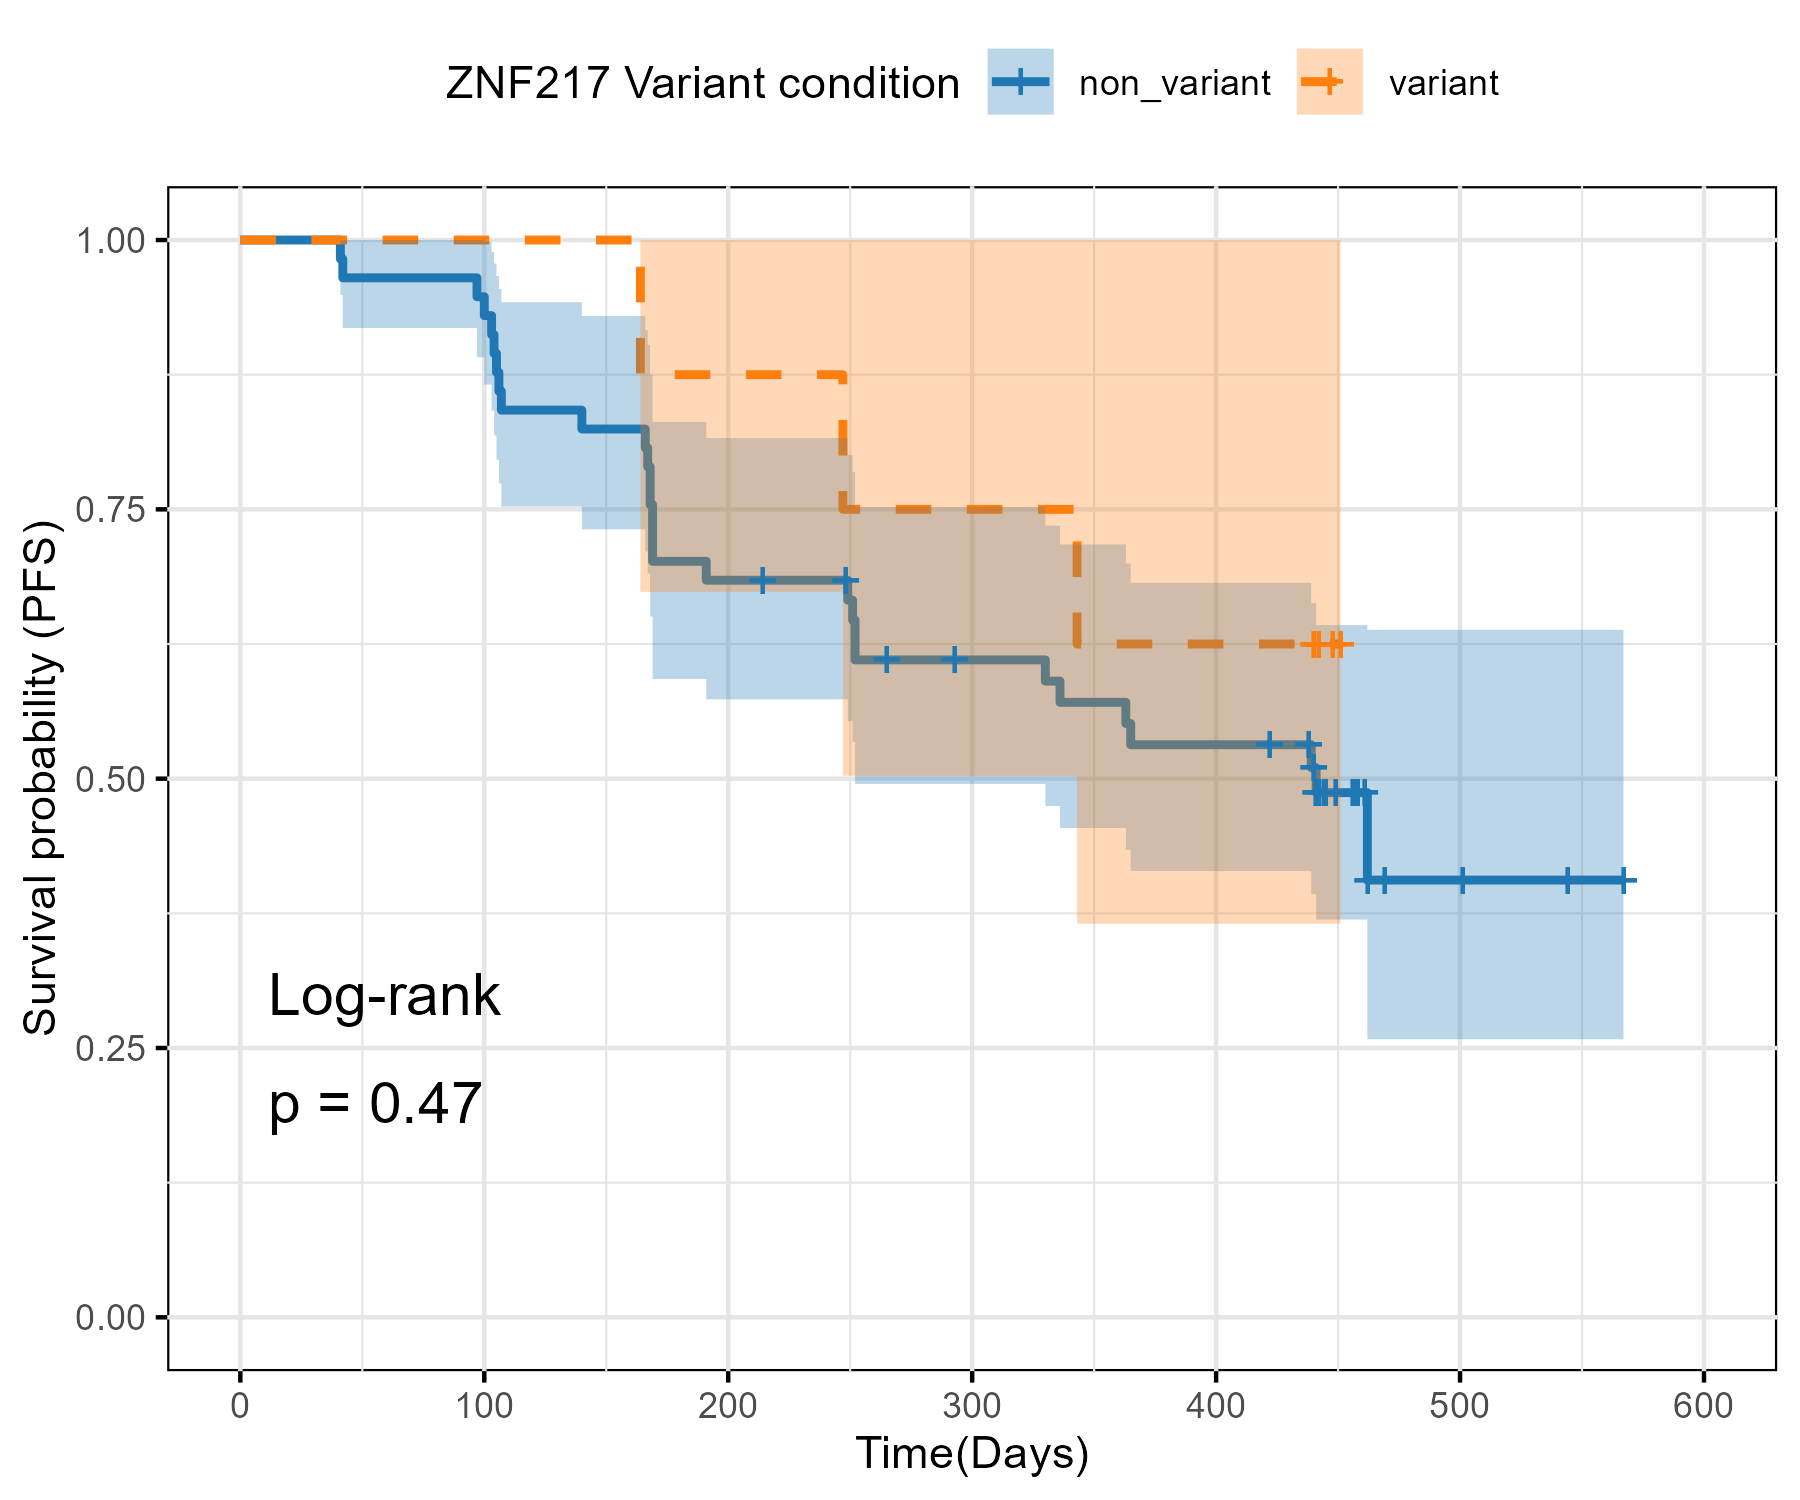 ZNF217 Variant condition non_variant variant
Survival probability (PFS)
1.00
0.75
0.50
0.25
0.00
Log-rank
p = 0.47
0 100 200 300 400 500 600
Time(Days)